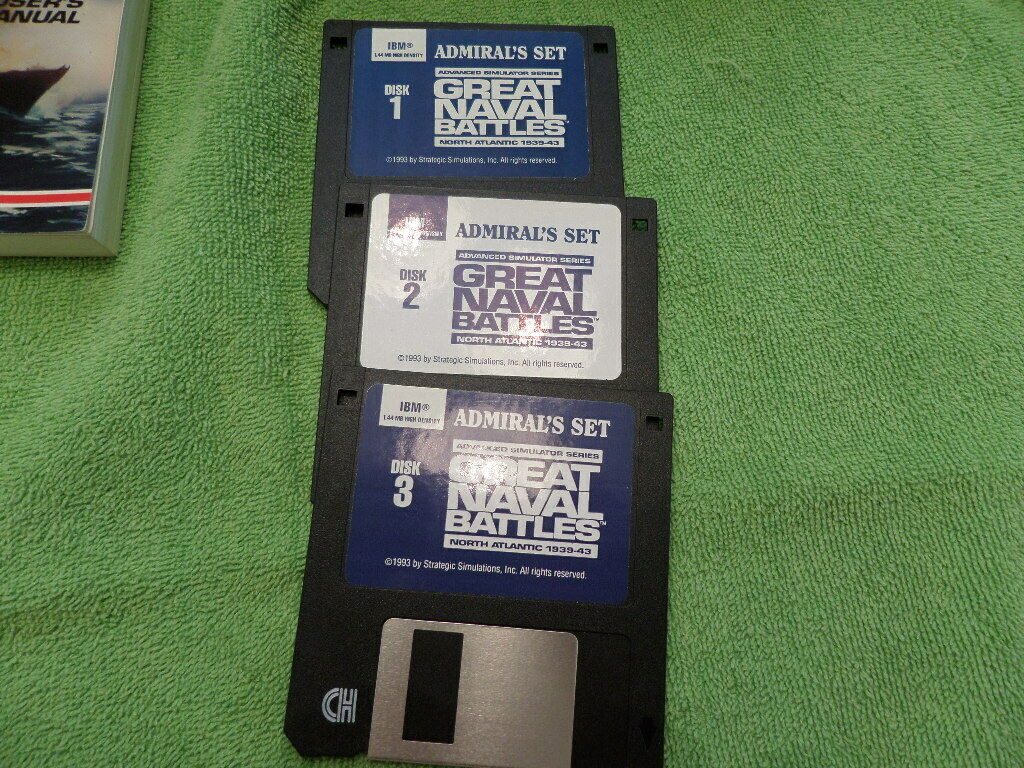 USER'S
MANUAL
IBM®
1.44 MB HIGH DENSITY
ADMIRAL'S SET
DISK
1
ADVANCED SIMULATOR SERIES
GREAT
NAVAL
BATTLES™
NORTH ATLANTIC 1939-43
©1993 by Strategic Simulations, Inc. All rights reserved.
ADMIRAL'S SET
DISK
2
ADVANCED SIMULATOR SERIES
GREAT
NAVAL
BATTLES™
NORTH ATLANTIC 1939-43
©1993 by Strategic Simulations, Inc. All rights reserved.
IBM®
1.44 MB HIGH DENSITY
ADMIRAL'S SET
DISK
3
ADVANCED SIMULATOR SERIES
GREAT
NAVAL
BATTLES™
NORTH ATLANTIC 1939-43
©1993 by Strategic Simulations, Inc. All rights reserved.